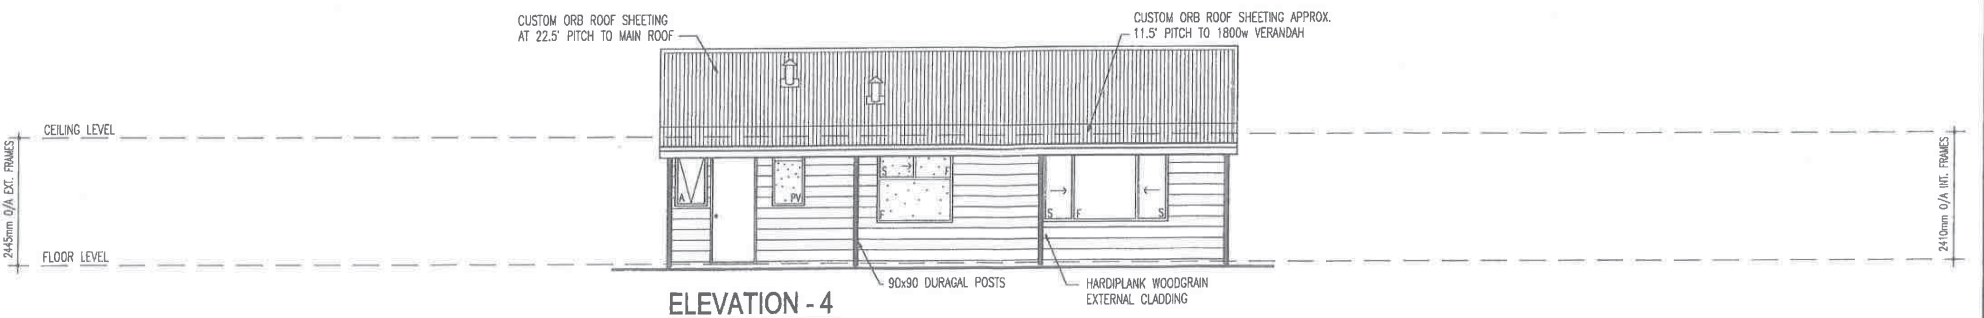 CUSTOM ORB ROOF SHEETING
AT 22.5' PITCH TO MAIN ROOF
CUSTOM ORB ROOF SHEETING APPROX.
11.5' PITCH TO 1800w VERANDAH
CEILING LEVEL
2445mm O/A EXT. FRAMES
2410mm O/A INT. FRAMES
A
PV
S
F
F
S
F
S
FLOOR LEVEL
90x90 DURAGAL POSTS
HARDIPLANK WOODGRAIN
EXTERNAL CLADDING
ELEVATION - 4